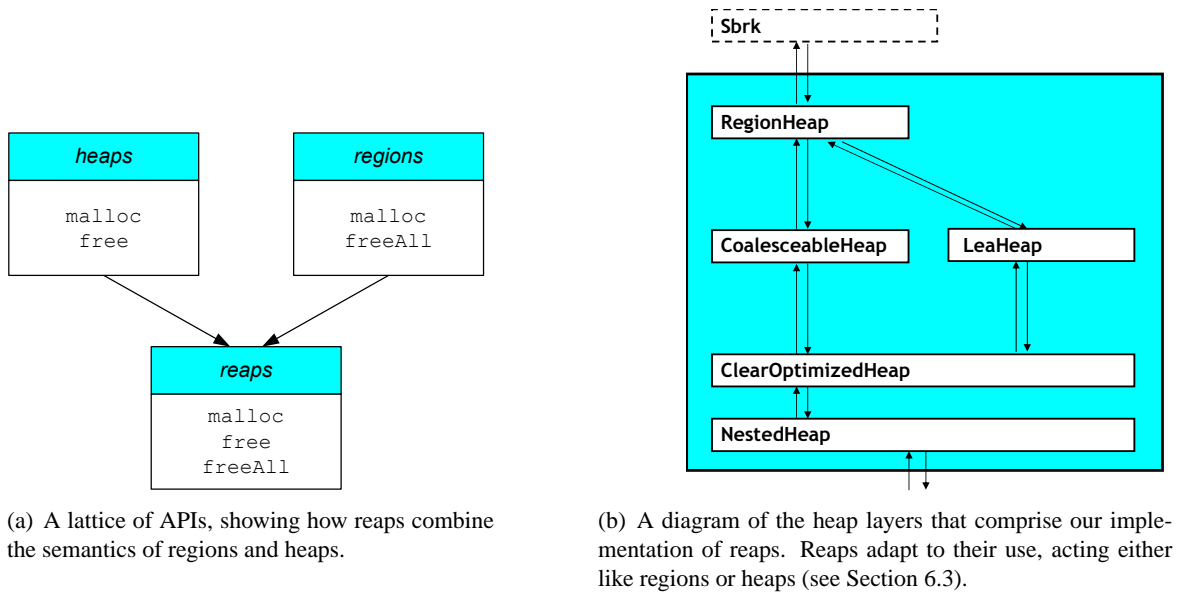 heaps
malloc
free
regions
malloc
freeAll
reaps
malloc
free
freeAll
(a) A lattice of APIs, showing how reaps combine
the semantics of regions and heaps.
Sbrk
RegionHeap
CoalesceableHeap
LeaHeap
ClearOptimizedHeap
NestedHeap
(b) A diagram of the heap layers that comprise our imple-
mentation of reaps. Reaps adapt to their use, acting either
like regions or heaps (see Section 6.3).